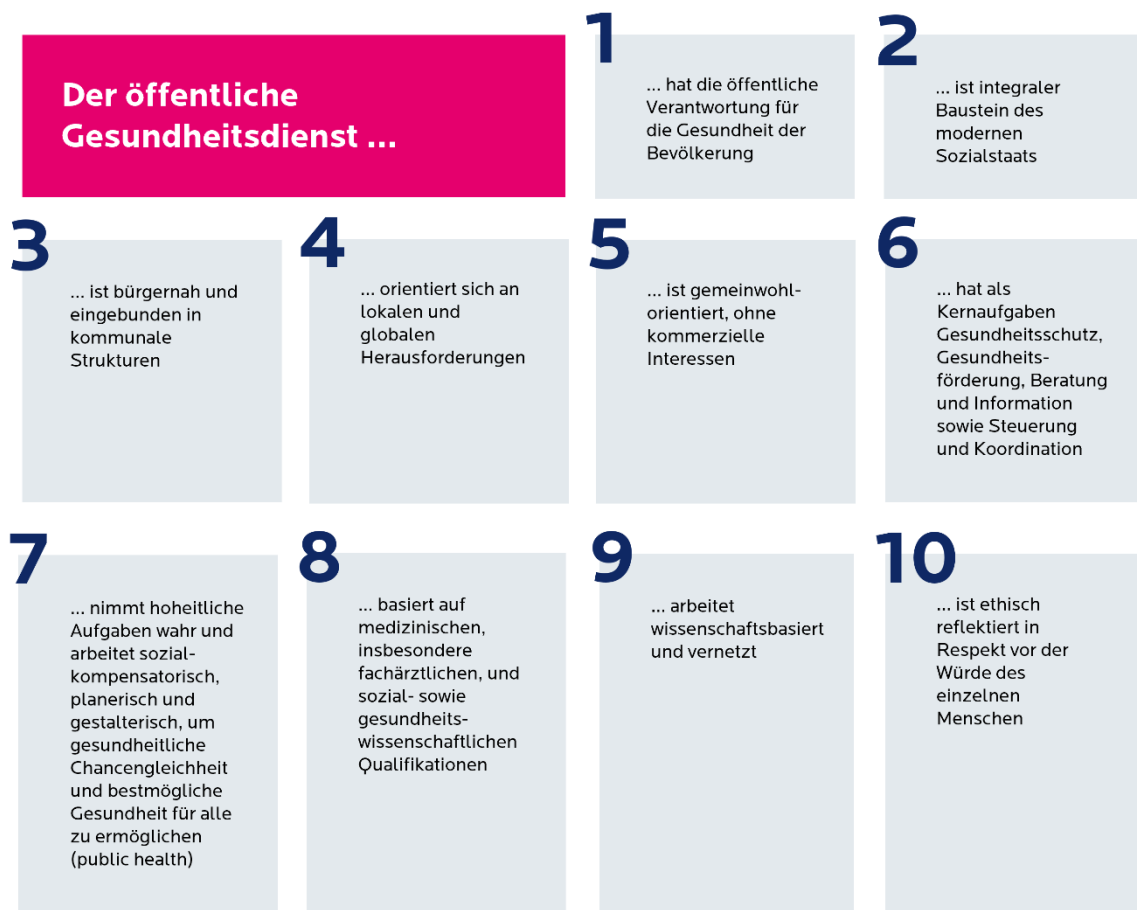 Der öffentliche
Gesundheitsdienst ...
1
... hat die öffentliche
Verantwortung für
die Gesundheit der
Bevölkerung
2
... ist integraler
Baustein des
modernen
Sozialstaats
3
... ist bürgernah und
eingebunden in
kommunale
Strukturen
4
... orientiert sich an
lokalen und
globalen
Herausforderungen
5
... ist gemeinwohl-
orientiert, ohne
kommerzielle
Interessen
6
... hat als
Kernaufgaben
Gesundheitsschutz,
Gesundheits-
förderung, Beratung
und Information
sowie Steuerung
und Koordination
7
... nimmt hoheitliche
Aufgaben wahr und
arbeitet sozial-
kompensatorisch,
planerisch und
gestalterisch, um
gesundheitliche
Chancengleichheit
und bestmögliche
Gesundheit für alle
zu ermöglichen
(public health)
8
... basiert auf
medizinischen,
insbesondere
fachärztlichen, und
sozial- sowie
gesundheits-
wissenschaftlichen
Qualifikationen
9
... arbeitet
wissenschaftsbasiert
und vernetzt
10
... ist ethisch
reflektiert in
Respekt vor der
Würde des
einzelnen
Menschen